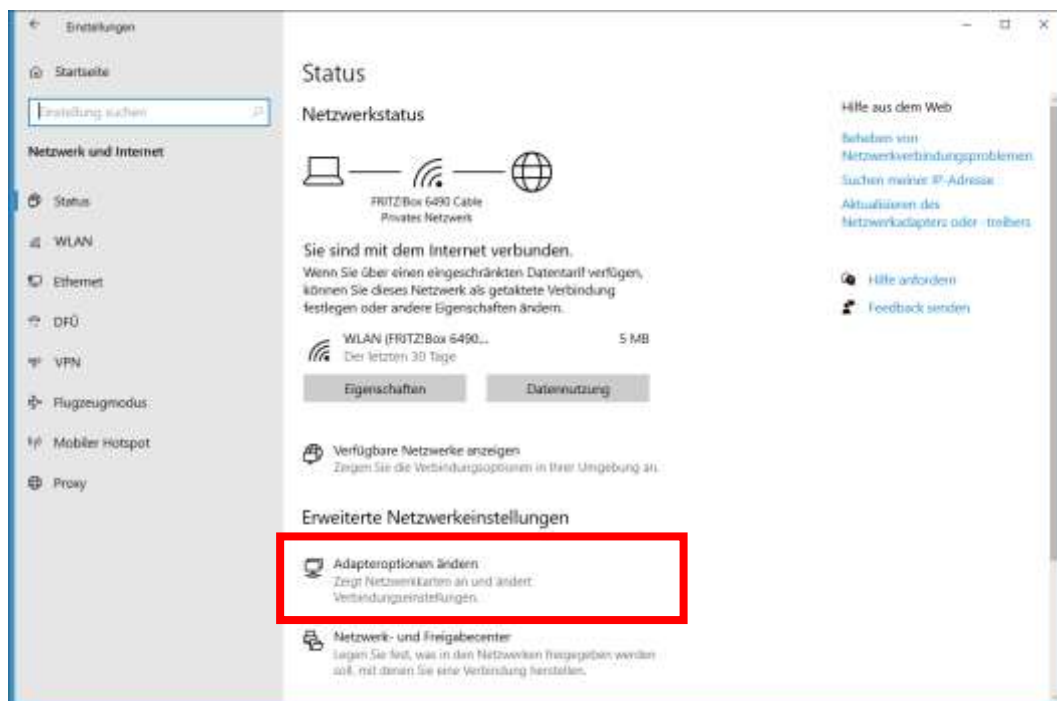 Einstellungen
Startseite
Einstellung suchen
Netzwerk und Internet
Status
WLAN
Ethernet
DFÜ
VPN
Flugzeugmodus
Mobiler Hotspot
Proxy
Status
Netzwerkstatus
FRITZ!Box 6490 Cable
Privates Netzwerk
Sie sind mit dem Internet verbunden.
Wenn Sie über einen eingeschränkten Datentarif verfügen,
können Sie dieses Netzwerk als getaktete Verbindung
festlegen oder andere Eigenschaften ändern.
WLAN (FRITZ!Box 6490... 5 MB
Der letzten 30 Tage
Eigenschaften Datennutzung
Verfügbare Netzwerke anzeigen
Zeigen Sie die Verbindungsoptionen in Ihrer Umgebung an.
Erweiterte Netzwerkeinstellungen
Adapteroptionen ändern
Zeigt Netzwerkkarten an und ändert
Verbindungseinstellungen.
Netzwerk- und Freigabecenter
Legen Sie fest, was in den Netzwerken freigegeben werden
soll, mit denen Sie eine Verbindung herstellen.
Hilfe aus dem Web
Beheben von
Netzwerkverbindungsproblemen
Suchen meiner IP-Adresse
Aktualisieren des
Netzwerkadapters oder -treibers
Hilfe anfordern
Feedback senden